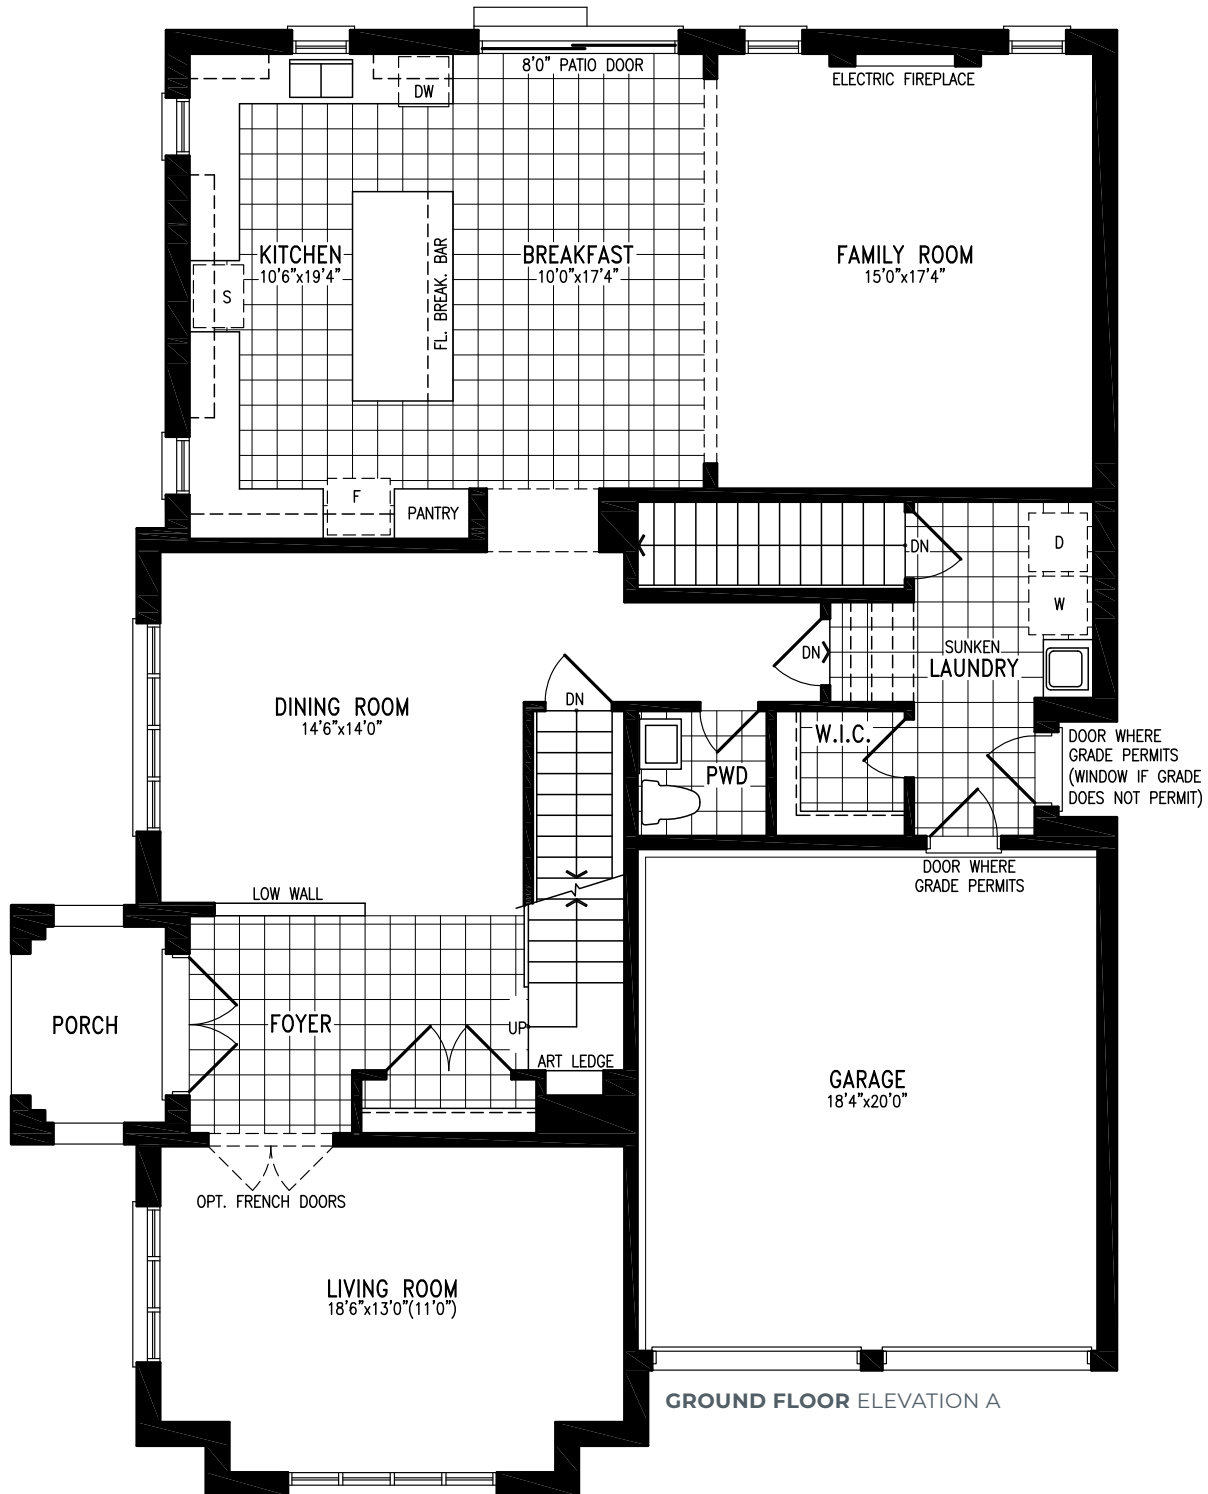 8'0" PATIO DOOR
ELECTRIC FIREPLACE
DW
KITCHEN
10'6"x19'4"
BREAKFAST
10'0"x17'4"
FAMILY ROOM
15'0"x17'4"
S
FL. BREAK. BAR
F
PANTRY
DN
D
W
SUNKEN
LAUNDRY
DN
DN
DINING ROOM
14'6"x14'0"
W.I.C.
PWD
DOOR WHERE
GRADE PERMITS
(WINDOW IF GRADE
DOES NOT PERMIT)
DOOR WHERE
GRADE PERMITS
LOW WALL
PORCH
FOYER
UP
ART LEDGE
GARAGE
18'4"x20'0"
OPT. FRENCH DOORS
LIVING ROOM
18'6"x13'0"(11'0")
GROUND FLOOR ELEVATION A